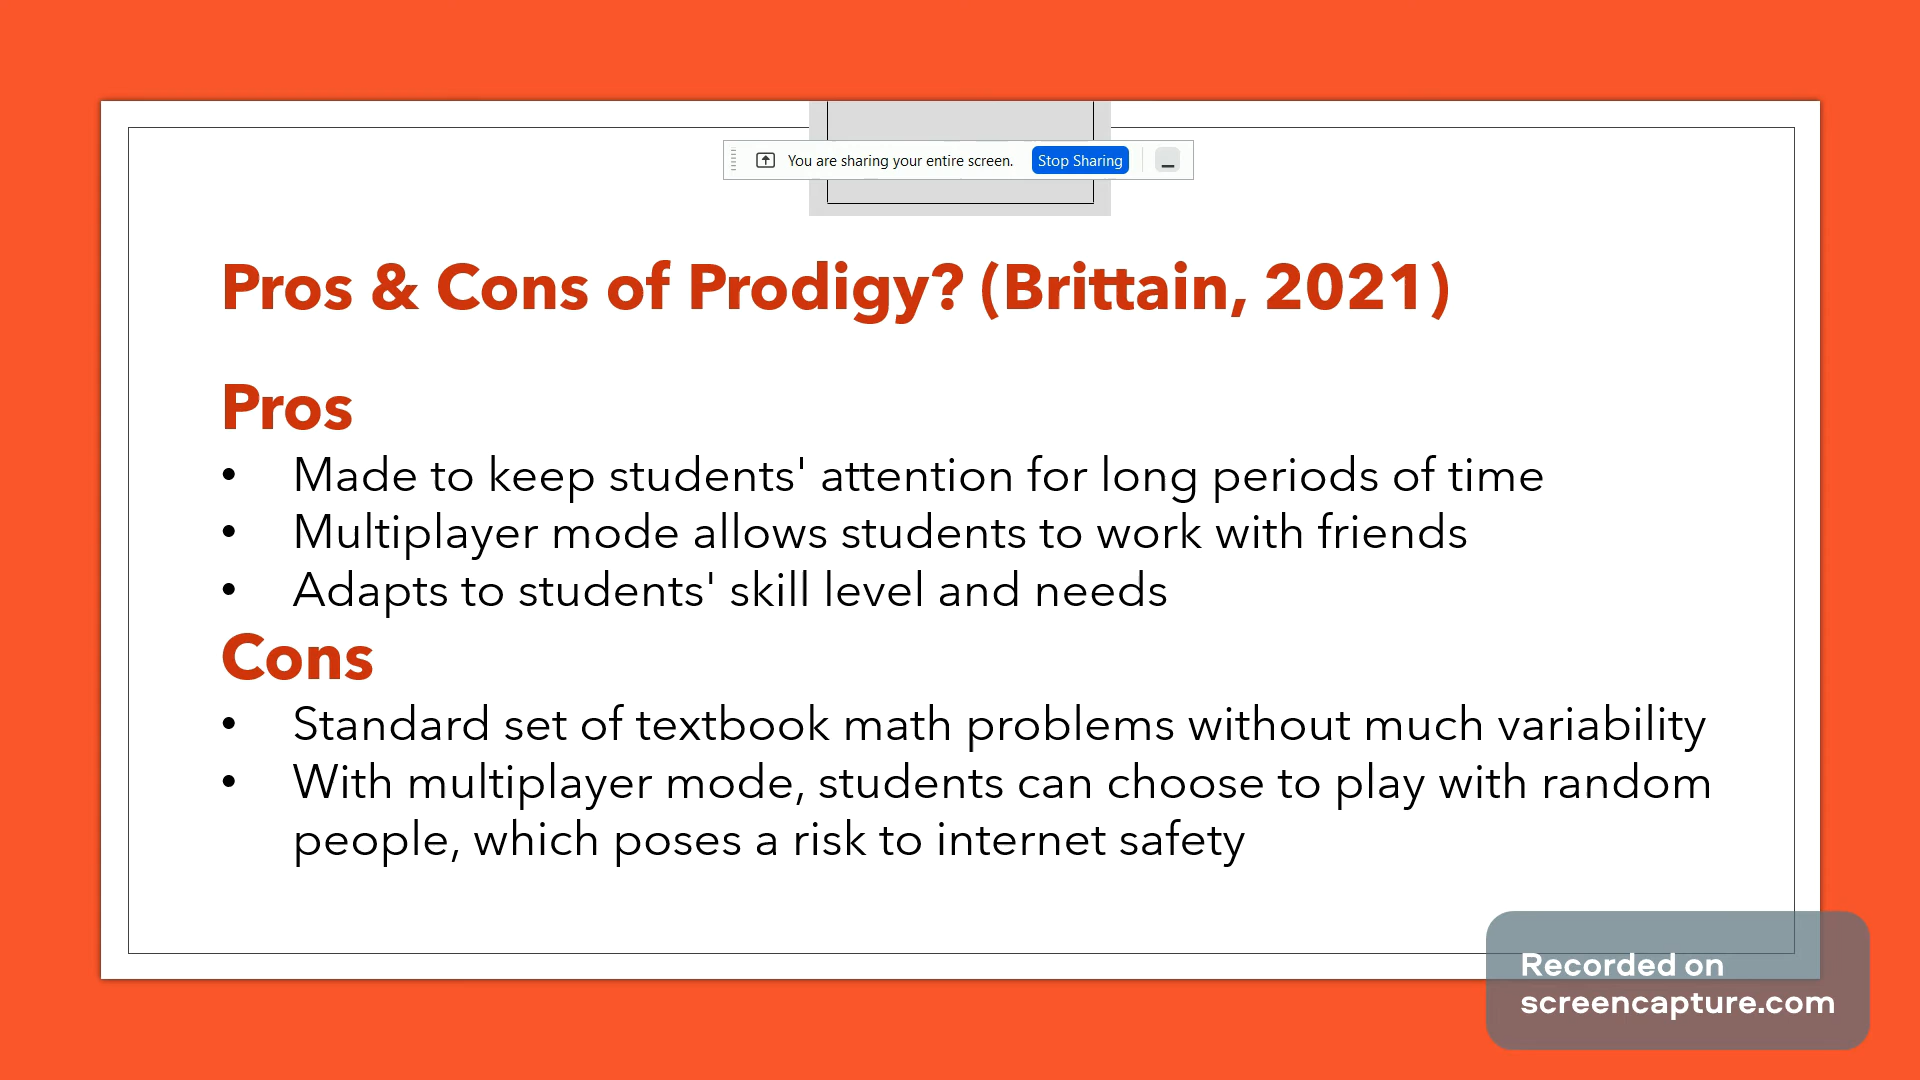 You are sharing your entire screen. Stop Sharing
Pros & Cons of Prodigy? (Brittain, 2021)
Pros
• Made to keep students' attention for long periods of time
• Multiplayer mode allows students to work with friends
• Adapts to students' skill level and needs
Cons
• Standard set of textbook math problems without much variability
• With multiplayer mode, students can choose to play with random
people, which poses a risk to internet safety
Recorded on
screencapture.com